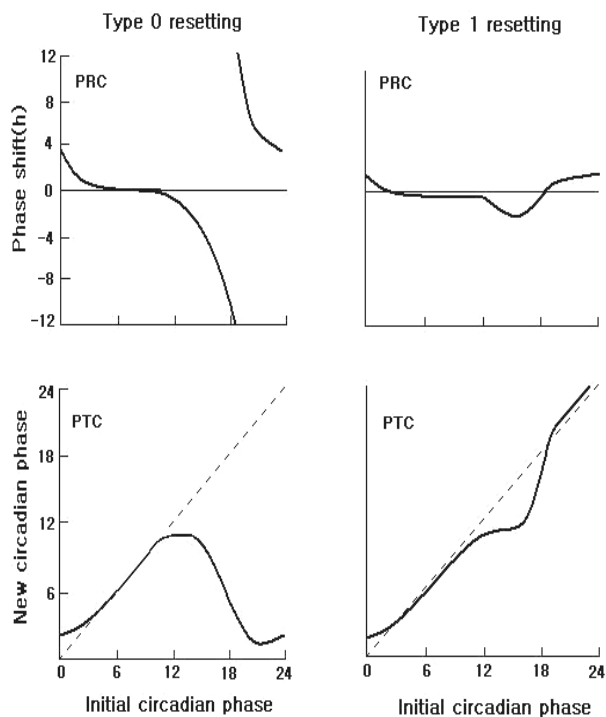 Type 0 resetting
Type 1 resetting
12
8
4
0
-4
-8
-12
Phase shift(h)
PRC
PRC
24
18
12
6
New circadian phase
PTC
PTC
0 6 12 18 24
0 6 12 18 24
Initial circadian phase
Initial circadian phase